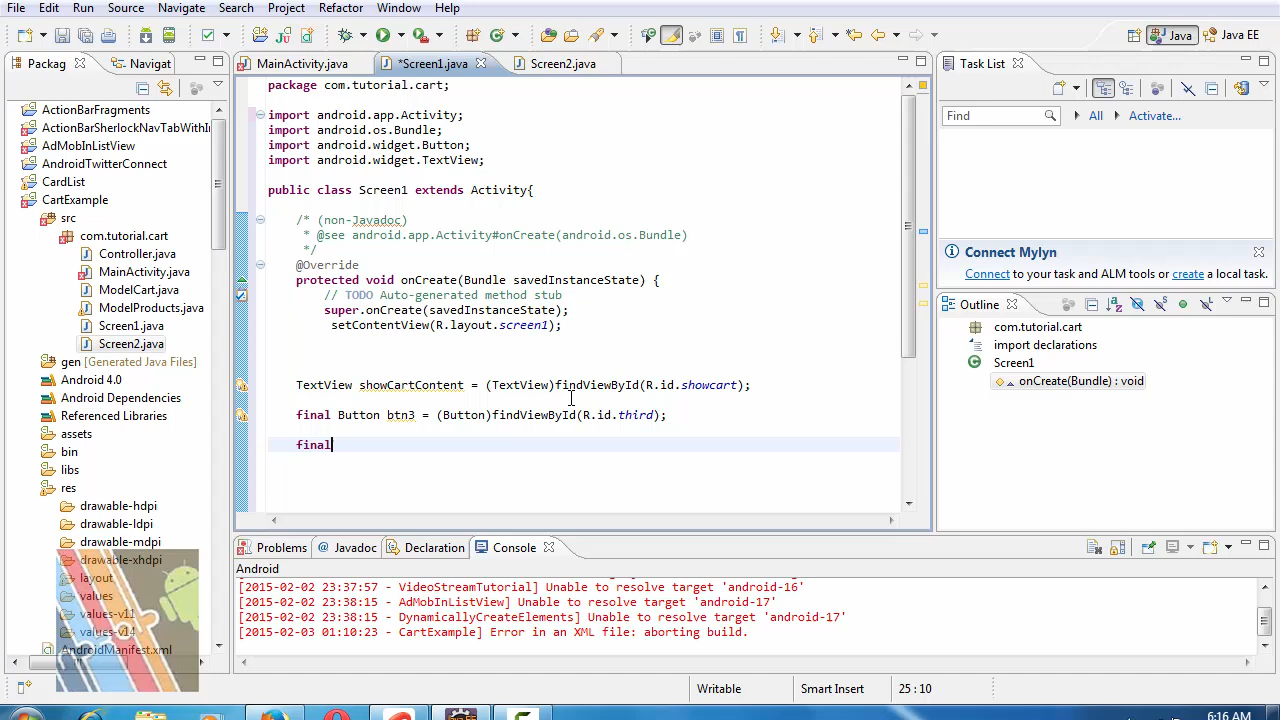 File Edit Run Source Navigate Search Project Refactor Window Help
Java Java EE
Packag Navigat
ActionBarFragments
ActionBarSherlockNavTabWithI
AdMobInListView
AndroidTwitterConnect
CardList
CartExample
src
com.tutorial.cart
Controller.java
MainActivity.java
ModelCart.java
ModelProducts.java
Screen1.java
Screen2.java
gen [Generated Java Files]
Android 4.0
Android Dependencies
Referenced Libraries
assets
bin
libs
res
drawable-hdpi
drawable-ldpi
drawable-mdpi
drawable-xhdpi
layout
values
values-v11
values-v14
AndroidManifest.xml
MainActivity.java *Screen1.java Screen2.java
package com.tutorial.cart;
import android.app.Activity;
import android.os.Bundle;
import android.widget.Button;
import android.widget.TextView;
public class Screen1 extends Activity{
/* (non-Javadoc)
* @see android.app.Activity#onCreate(android.os.Bundle)
*/
@Override
protected void onCreate(Bundle savedInstanceState) {
// TODO Auto-generated method stub
super.onCreate(savedInstanceState);
setContentView(R.layout.screen1);
TextView showCartContent = (TextView)findViewById(R.id.showcart);
final Button btn3 = (Button)findViewById(R.id.third);
final
Task List
Find All Activate...
Connect Mylyn
Connect to your task and ALM tools or create a local task.
Outline
com.tutorial.cart
import declarations
Screen1
onCreate(Bundle) : void
Problems Javadoc Declaration Console
Android
[2015-02-02 23:37:57 - VideoStreamTutorial] Unable to resolve target 'android-16'
[2015-02-02 23:38:15 - AdMobInListView] Unable to resolve target 'android-17'
[2015-02-02 23:38:15 - DynamicallyCreateElements] Unable to resolve target 'android-17'
[2015-02-03 01:10:23 - CartExample] Error in an XML file: aborting build.
Writable Smart Insert 25:10
6:16 AM